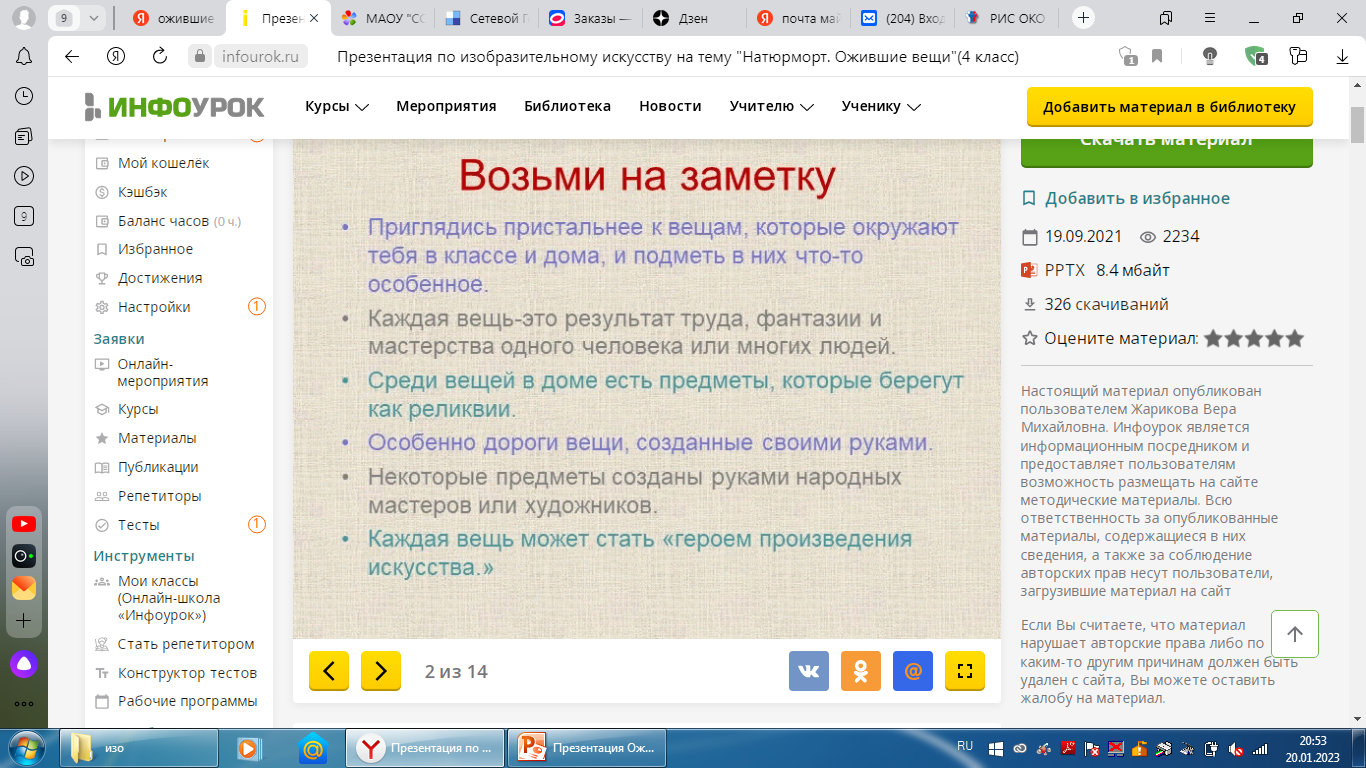 9
ожившие
Презен
МАОУ "СС
Сетевой Г
Заказы —
Дзен
почта май
(204) Вход
РИС ОКО
infourok.ru
Презентация по изобразительному искусству на тему "Натюрморт. Ожившие вещи"(4 класс)
1
4
ИНФОУРОК
Курсы
Мероприятия
Библиотека
Новости
Учителю
Ученику
Добавить материал в библиотеку
9
Мой кошелёк
Кэшбэк
Баланс часов (0 ч.)
Избранное
Достижения
Настройки 1
Заявки
Онлайн-
мероприятия
Курсы
Материалы
Публикации
Репетиторы
Тесты 1
Инструменты
Мои классы
(Онлайн-школа
«Инфоурок»)
Стать репетитором
Конструктор тестов
Рабочие программы
Возьми на заметку
• Приглядись пристальнее к вещам, которые окружают
тебя в классе и дома, и подметь в них что-то
особенное.
• Каждая вещь-это результат труда, фантазии и
мастерства одного человека или многих людей.
• Среди вещей в доме есть предметы, которые берегут
как реликвии.
• Особенно дороги вещи, созданные своими руками.
• Некоторые предметы созданы руками народных
мастеров или художников.
• Каждая вещь может стать «героем произведения
искусства.»
2 из 14
Скачать материал
Добавить в избранное
19.09.2021 2234
PPTX 8.4 мбайт
326 скачиваний
Оцените материал:
Настоящий материал опубликован
пользователем Жарикова Вера
Михайловна. Инфоурок является
информационным посредником и
предоставляет пользователям
возможность размещать на сайте
методические материалы. Всю
ответственность за опубликованные
материалы, содержащиеся в них
сведения, а также за соблюдение
авторских прав несут пользователи,
загрузившие материал на сайт
Если Вы считаете, что материал
нарушает авторские права либо по
каким-то другим причинам должен быть
удален с сайта, Вы можете оставить
жалобу на материал.
изо
Презентация по ...
Презентация Ож...
RU
20:53
20.01.2023